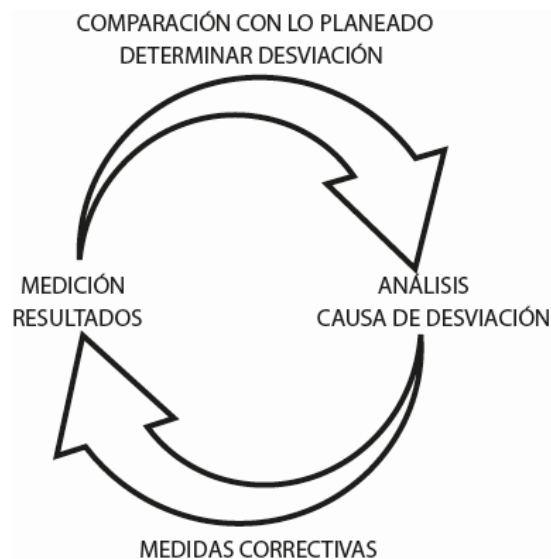 COMPARACIÓN CON LO PLANEADO
DETERMINAR DESVIACIÓN
MEDICIÓN
RESULTADOS
ANÁLISIS
CAUSA DE DESVIACIÓN
MEDIDAS CORRECTIVAS